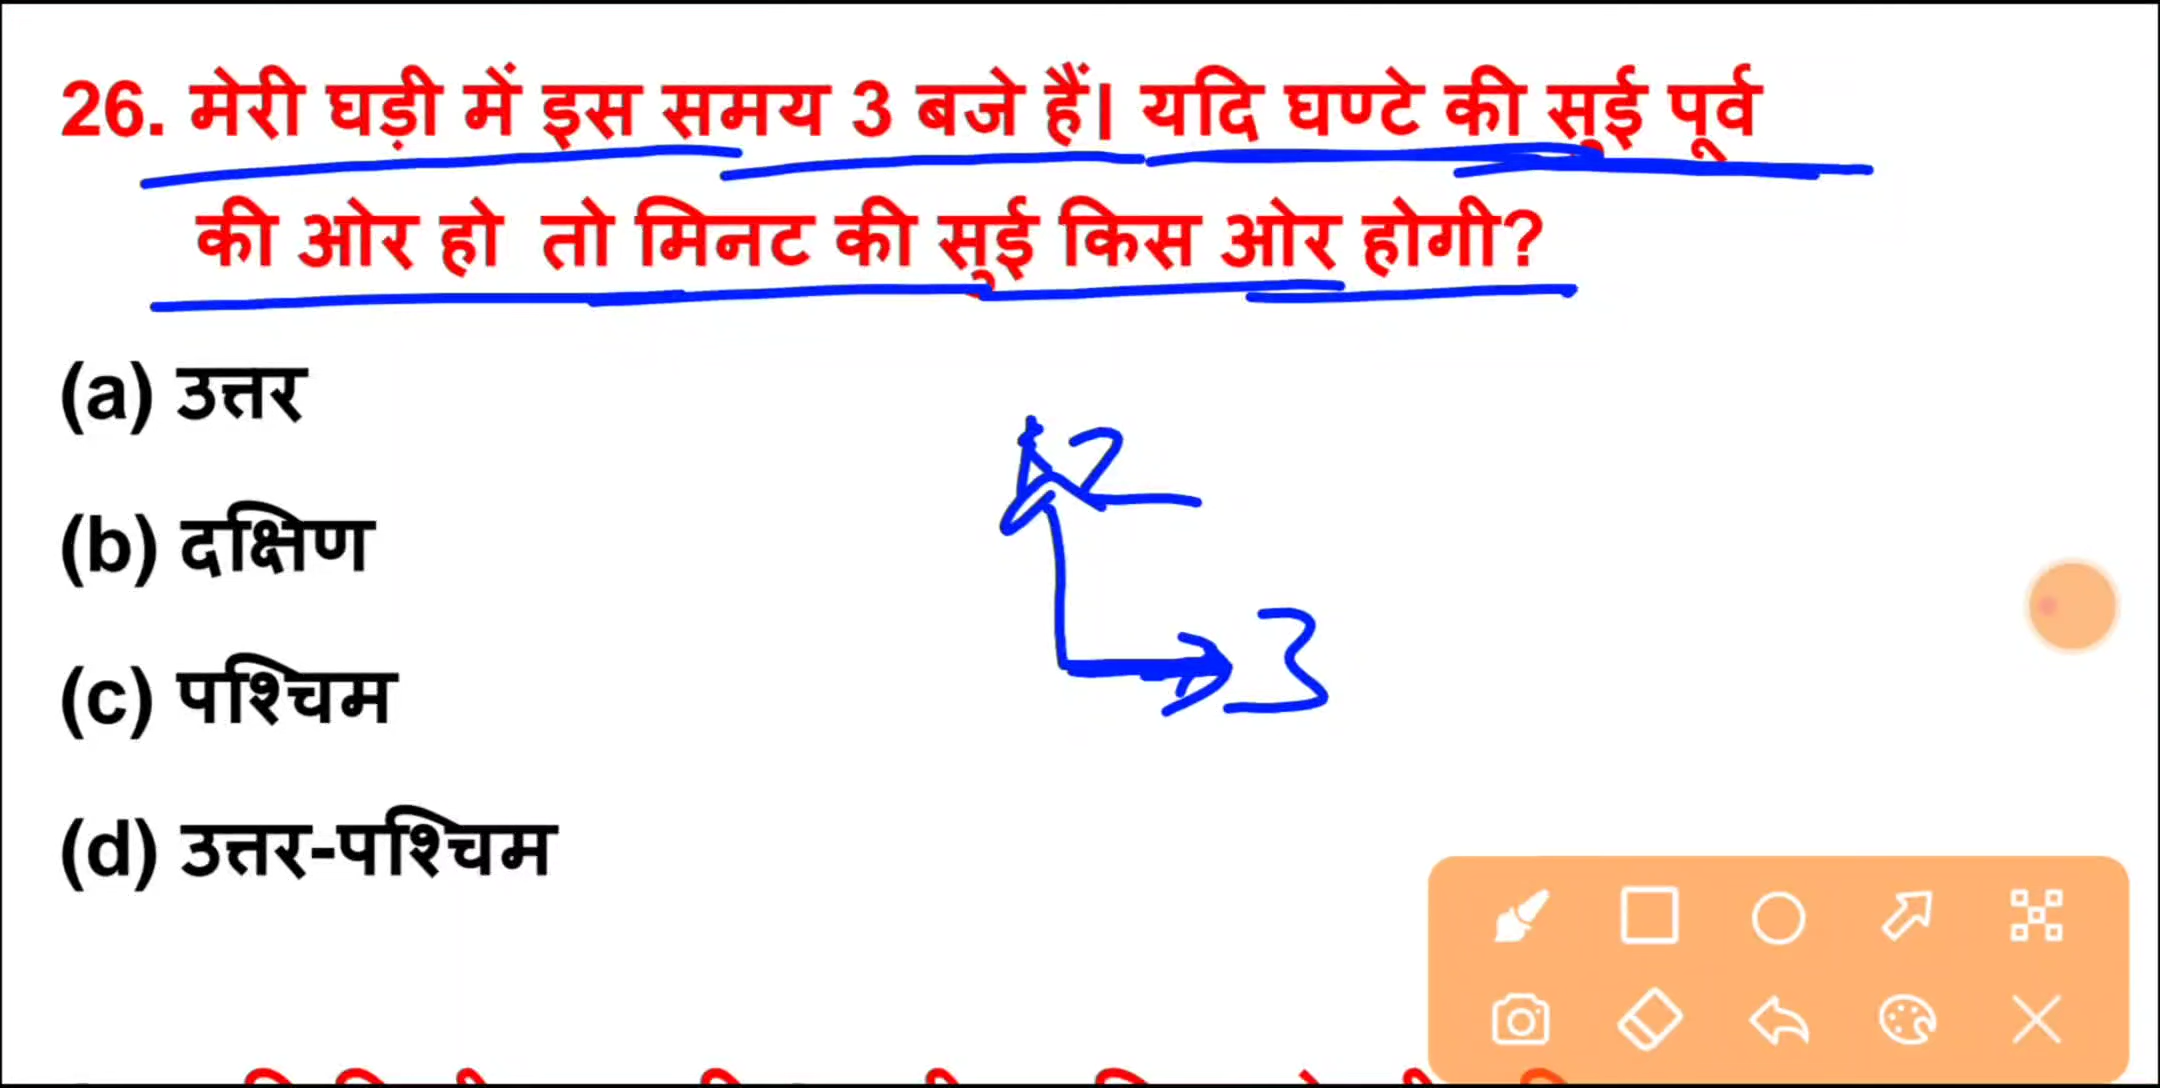 26. मेरी घड़ी में इस समय 3 बजे हैं। यदि घण्टे की सुई पूर्व
की ओर हो तो मिनट की सुई किस ओर होगी?
(a) उत्तर
12
(b) दक्षिण
3
(c) पश्चिम
(d) उत्तर-पश्चिम